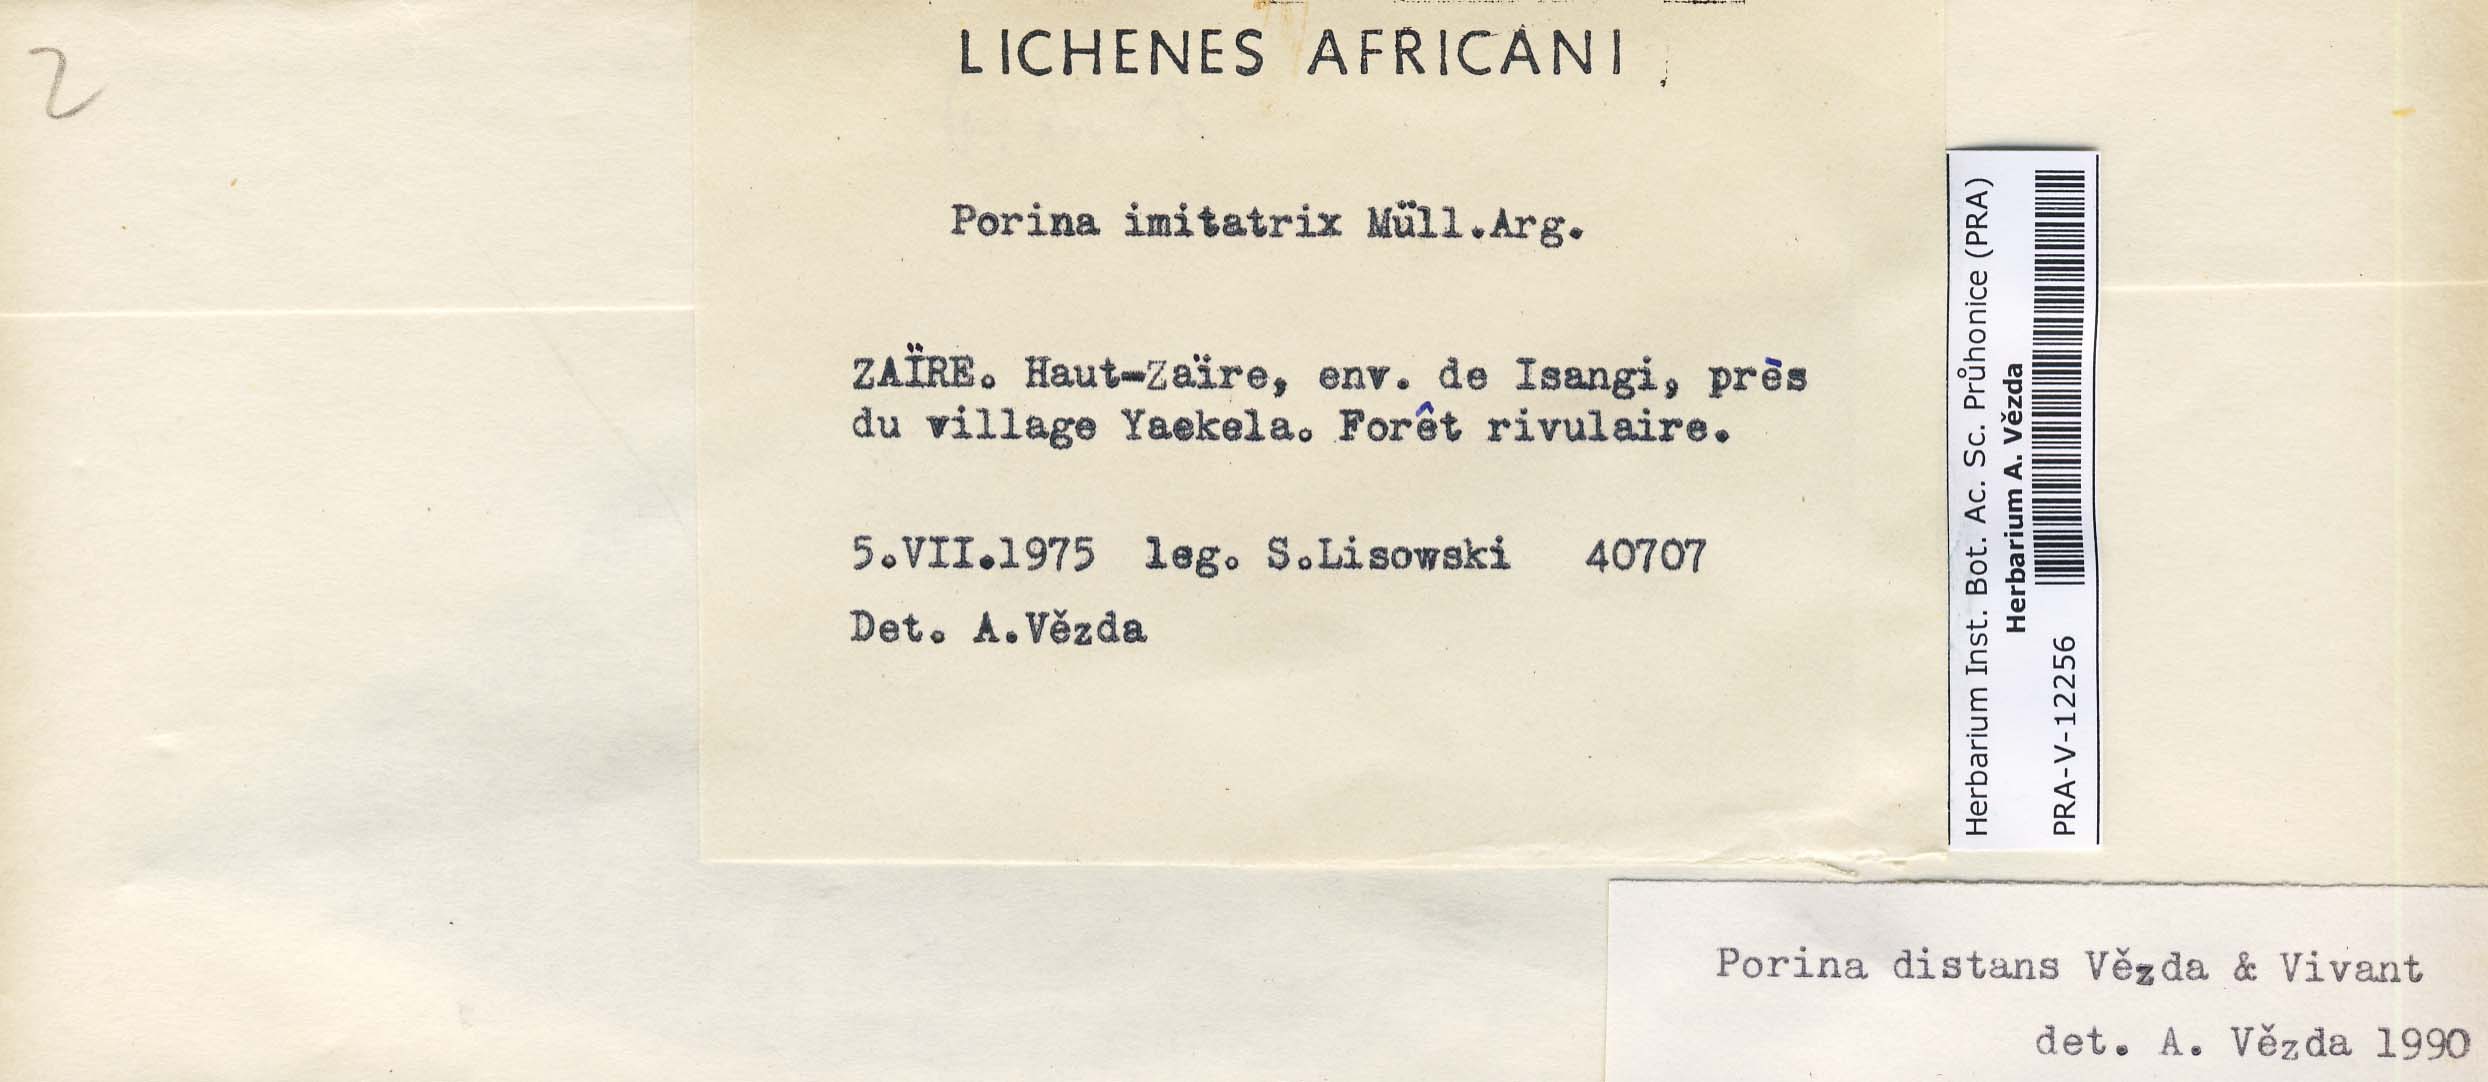 2
LICHENES AFRICANI
Porina imitatrix Müll.Arg.
ZAÏRE. Haut-Zaïre, env. de Isangi, près
du village Yaekela. Forêt rivulaire.
5.VII.1975 leg. S.Lisowski 40707
Det. A.Vězda
Herbarium Inst. Bot. Ac. Sc. Průhonice (PRA)
Herbarium A. Vězda
PRA-V-12256
Porina distans Vězda & Vivant
det. A. Vězda 1990